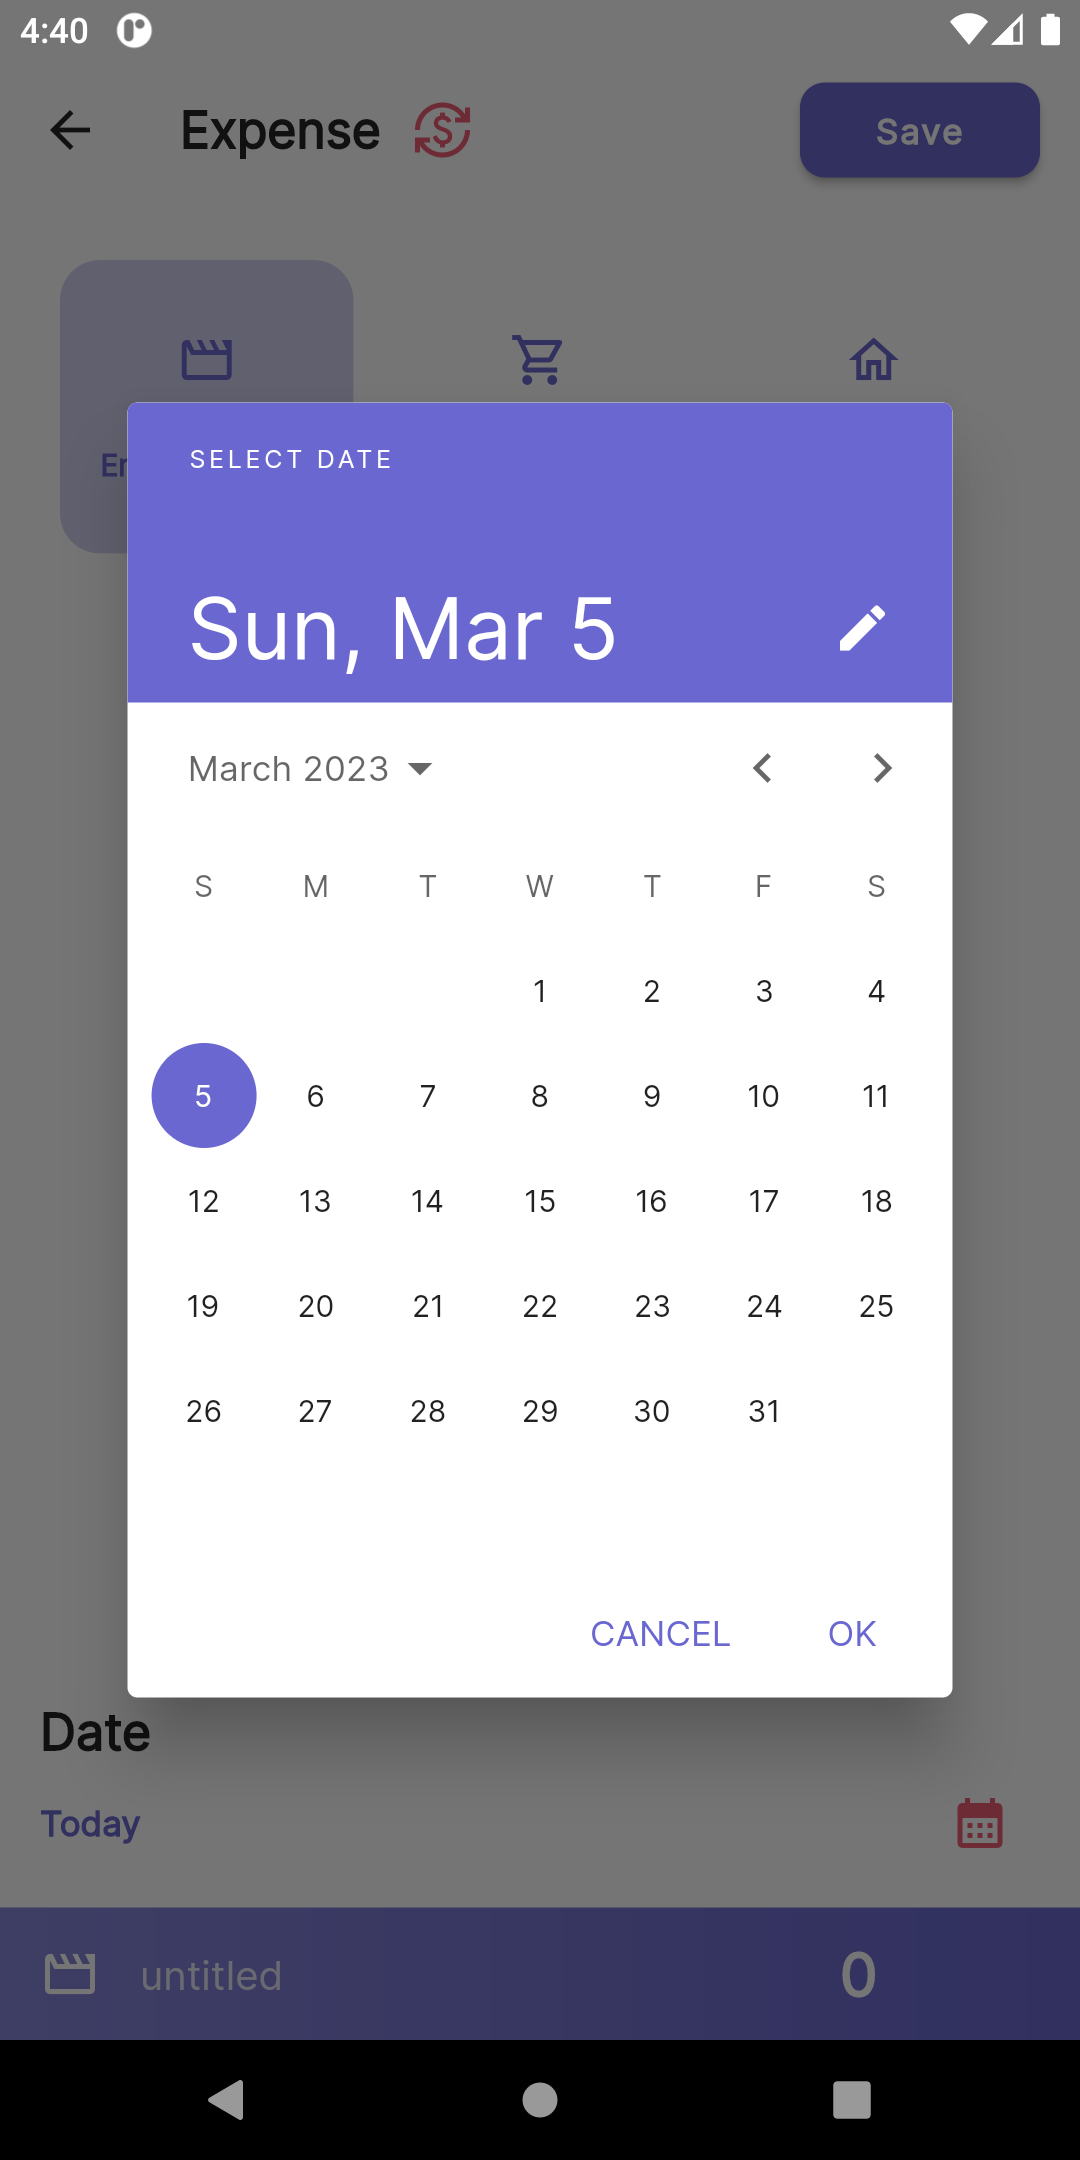 4:40
Expense
Save
SELECT DATE
Sun, Mar 5
March 2023
S M T W T F S
1 2 3 4
5 6 7 8 9 10 11
12 13 14 15 16 17 18
19 20 21 22 23 24 25
26 27 28 29 30 31
CANCEL OK
Date
Today
untitled 0